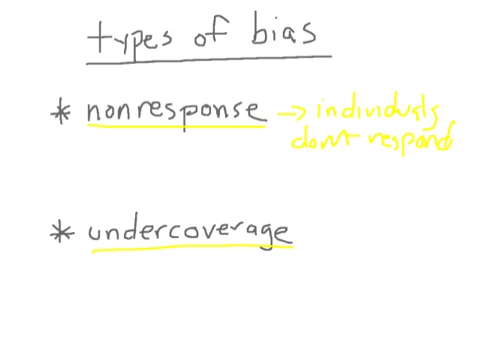 types of bias
* nonresponse → individuals
don't respond
* undercoverage